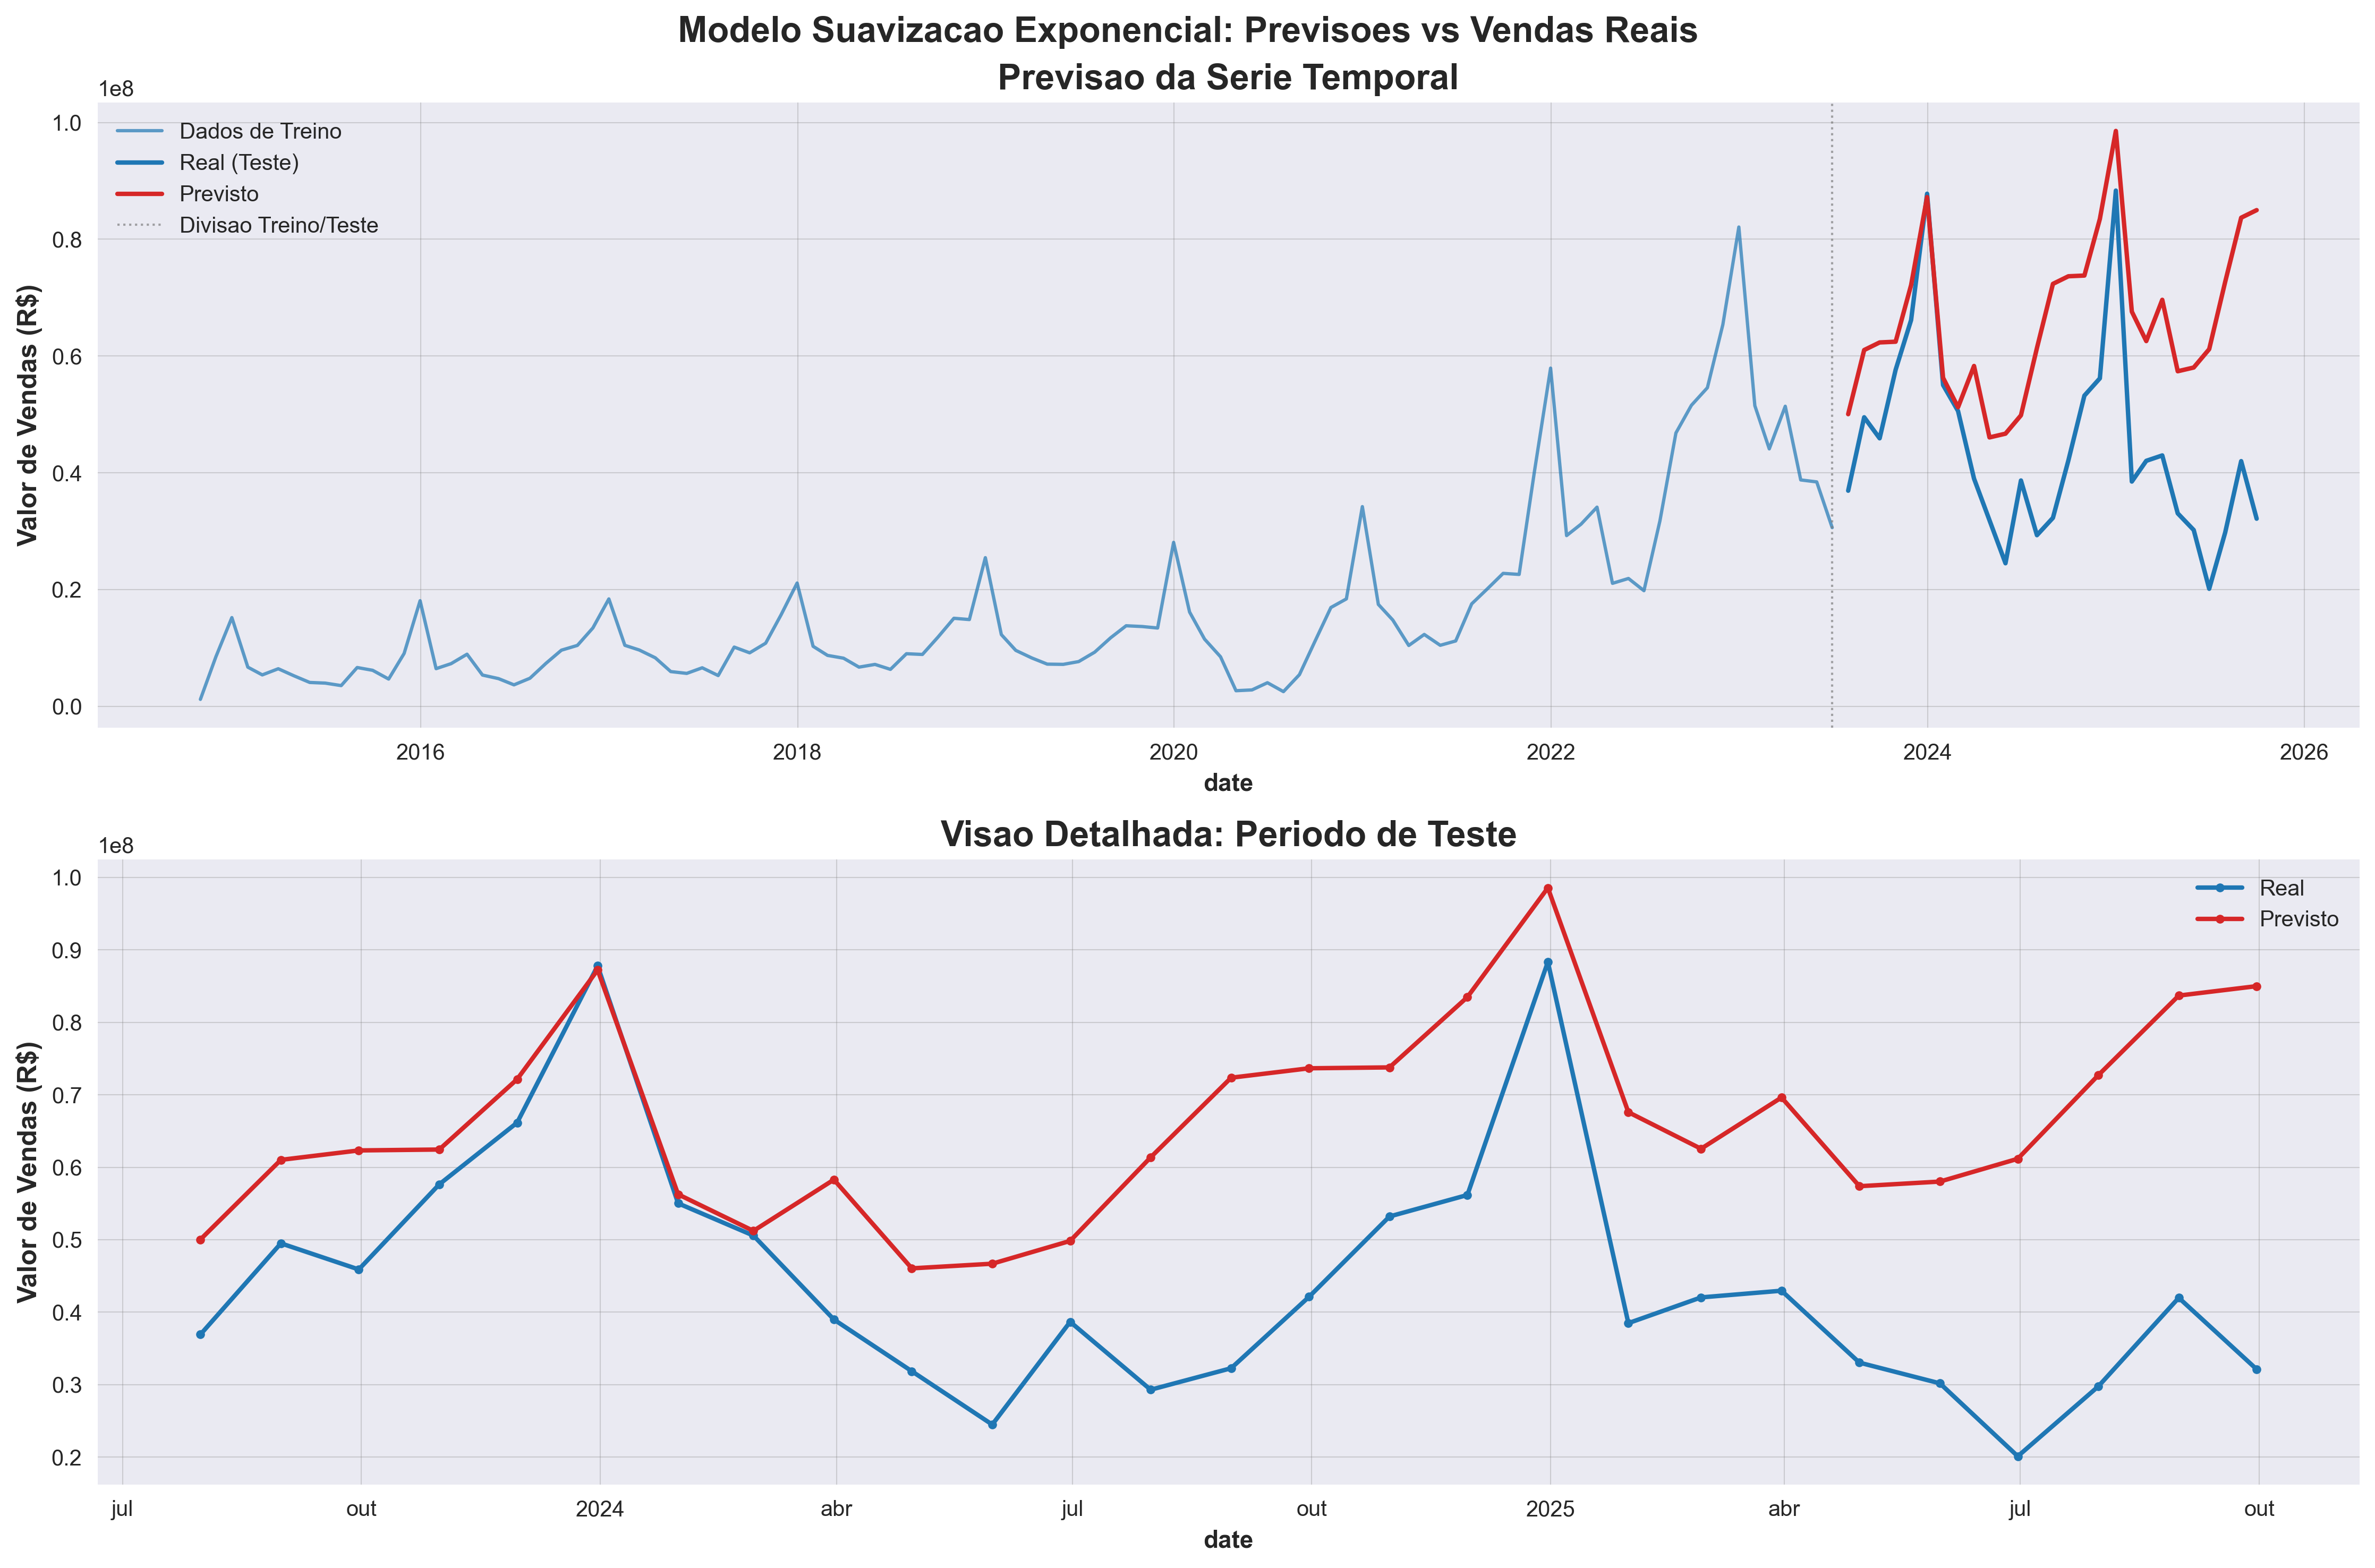 Modelo Suavizacao Exponencial: Previsoes vs Vendas Reais
Previsao da Serie Temporal
1e8
1.0
0.8
0.6
0.4
0.2
0.0
Valor de Vendas (R$)
Dados de Treino
Real (Teste)
Previsto
Divisao Treino/Teste
2016
2018
2020
2022
2024
2026
date
Visao Detalhada: Periodo de Teste
1e8
1.0
0.9
0.8
0.7
0.6
0.5
0.4
0.3
0.2
Valor de Vendas (R$)
Real
Previsto
jul
out
2024
abr
jul
out
2025
abr
jul
out
date